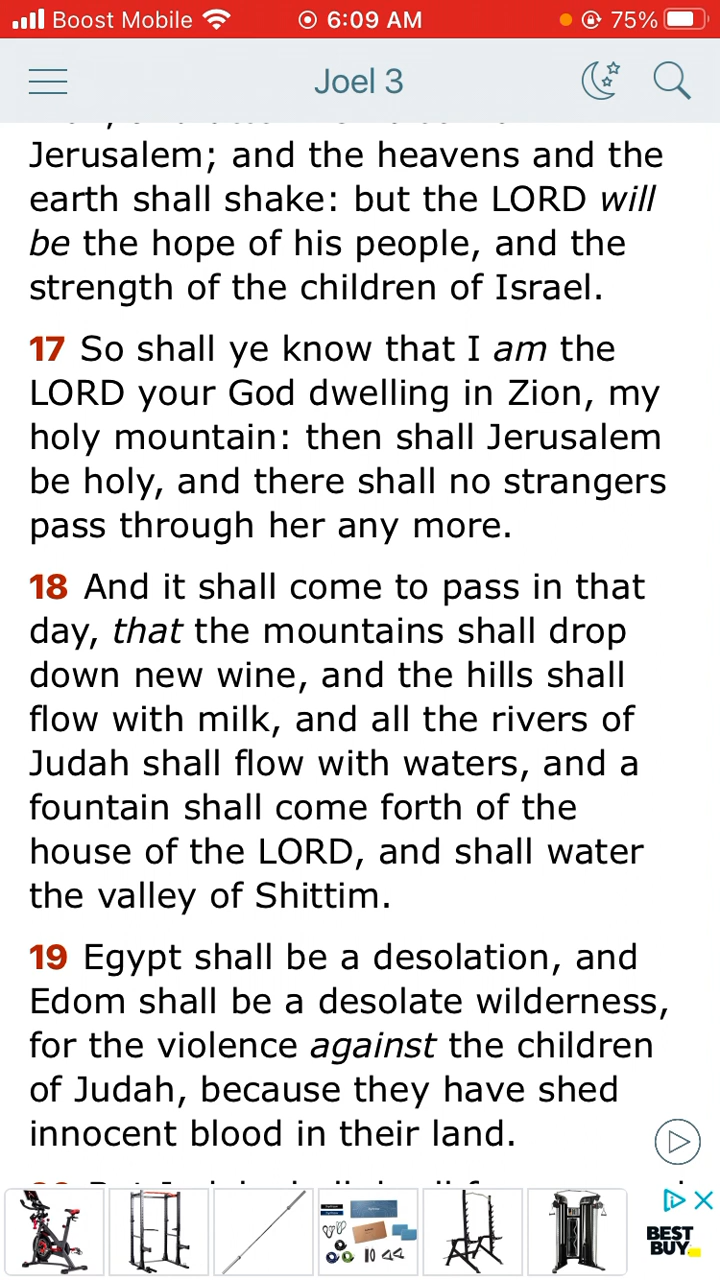 Boost Mobile 6:09 AM 75%
Joel 3
Jerusalem; and the heavens and the
earth shall shake: but the LORD will
be the hope of his people, and the
strength of the children of Israel.
17 So shall ye know that I am the
LORD your God dwelling in Zion, my
holy mountain: then shall Jerusalem
be holy, and there shall no strangers
pass through her any more.
18 And it shall come to pass in that
day, that the mountains shall drop
down new wine, and the hills shall
flow with milk, and all the rivers of
Judah shall flow with waters, and a
fountain shall come forth of the
house of the LORD, and shall water
the valley of Shittim.
19 Egypt shall be a desolation, and
Edom shall be a desolate wilderness,
for the violence against the children
of Judah, because they have shed
innocent blood in their land.
BEST
BUY